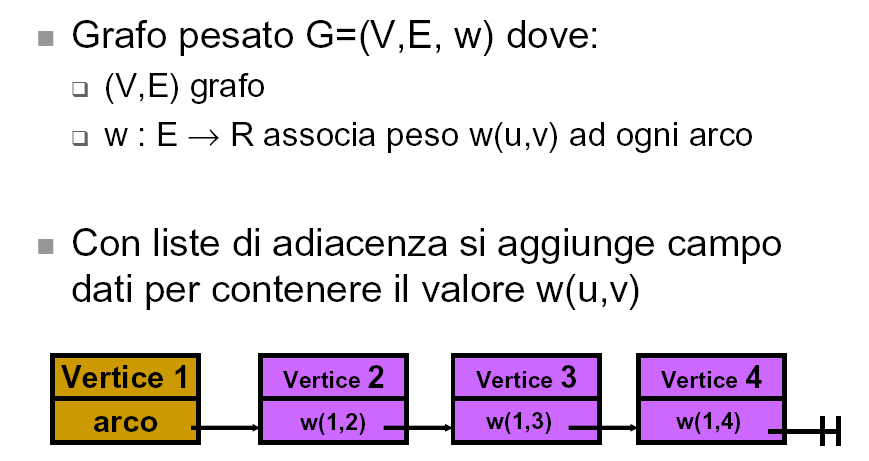 Grafo pesato G=(V,E, w) dove:
(V,E) grafo
w : E → R associa peso w(u,v) ad ogni arco
Con liste di adiacenza si aggiunge campo
dati per contenere il valore w(u,v)
Vertice 1
arco
Vertice 2
w(1,2)
Vertice 3
w(1,3)
Vertice 4
w(1,4)